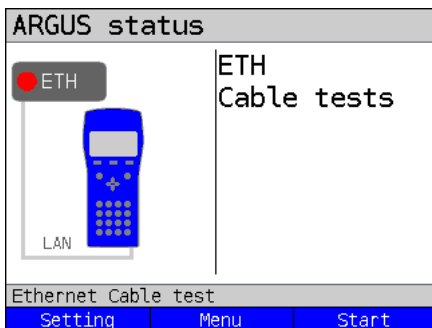 ARGUS status
ETH
LAN
ETH
Cable tests
Ethernet Cable test
Setting Menu Start